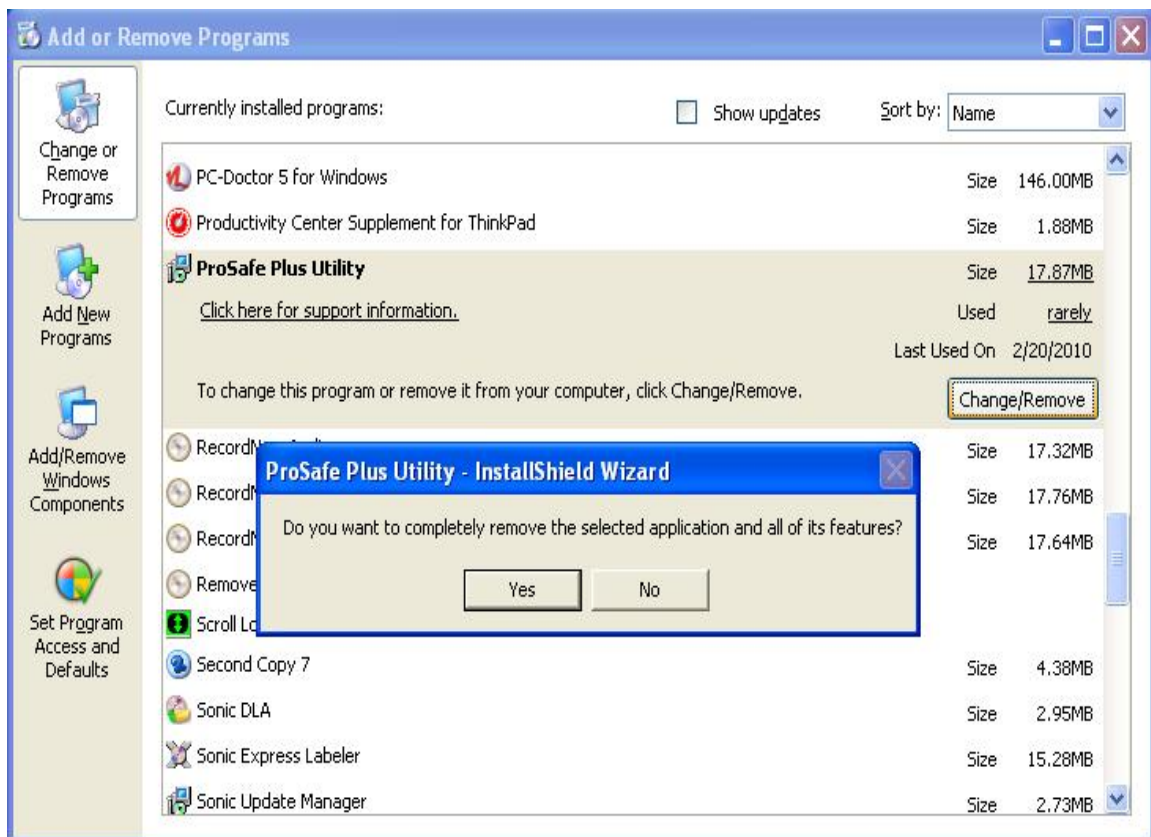 Add or Remove Programs
Change or
Remove
Programs
Add New
Programs
Add/Remove
Windows
Components
Set Program
Access and
Defaults
Currently installed programs:
Show updates
Sort by: Name
PC-Doctor 5 for Windows Size 146.00MB
Productivity Center Supplement for ThinkPad Size 1.88MB
ProSafe Plus Utility Size 17.87MB
Click here for support information. Used rarely
Last Used On 2/20/2010
To change this program or remove it from your computer, click Change/Remove. Change/Remove
Size 17.32MB
Size 17.76MB
Size 17.64MB
Remove
Size 4.38MB
ProSafe Plus Utility - InstallShield Wizard
Do you want to completely remove the selected application and all of its features?
Yes No
Scroll
Second Copy 7
Sonic DLA Size 2.95MB
Sonic Express Labeler Size 15.28MB
Sonic Update Manager Size 2.73MB